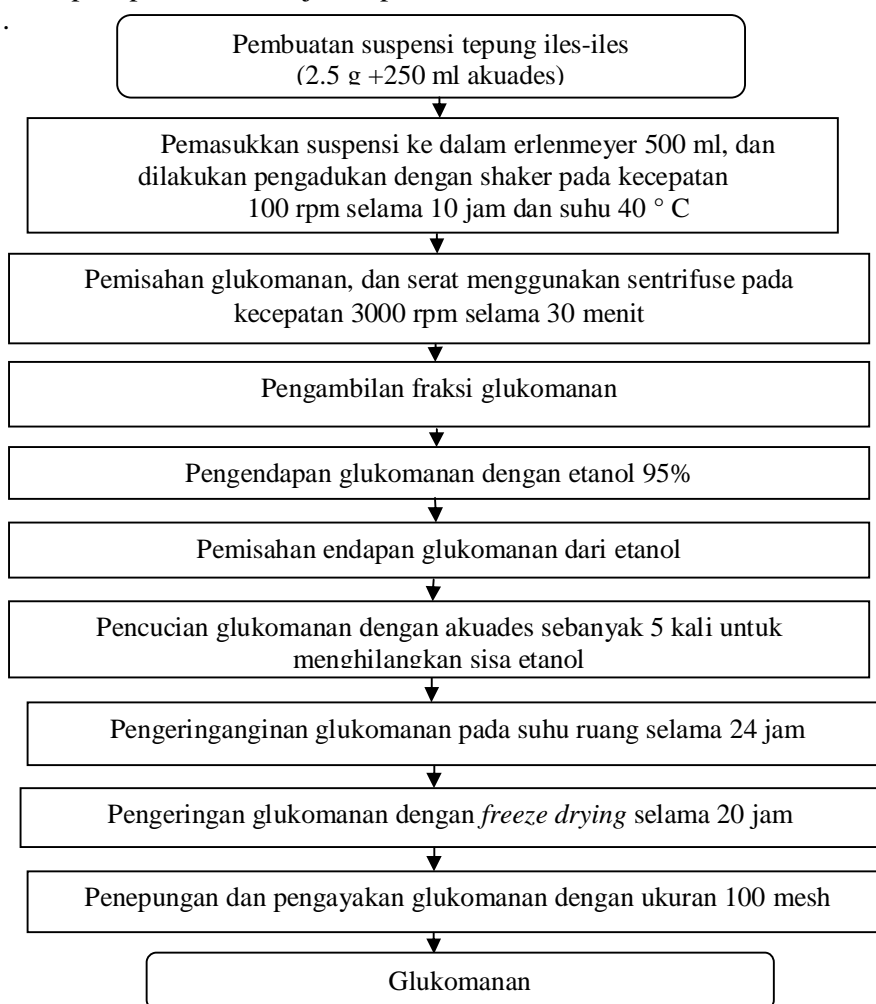 .
Pembuatan suspensi tepung iles-iles
(2.5 g +250 ml akuades)
Pemasukkan suspensi ke dalam erlenmeyer 500 ml, dan
dilakukan pengadukan dengan shaker pada kecepatan
100 rpm selama 10 jam dan suhu 40 ° C
Pemisahan glukomanan, dan serat menggunakan sentrifuse pada
kecepatan 3000 rpm selama 30 menit
Pengambilan fraksi glukomanan
Pengendapan glukomanan dengan etanol 95%
Pemisahan endapan glukomanan dari etanol
Pencucian glukomanan dengan akuades sebanyak 5 kali untuk
menghilangkan sisa etanol
Pengeringanginan glukomanan pada suhu ruang selama 24 jam
Pengeringan glukomanan dengan freeze drying selama 20 jam
Penepungan dan pengayakan glukomanan dengan ukuran 100 mesh
Glukomanan